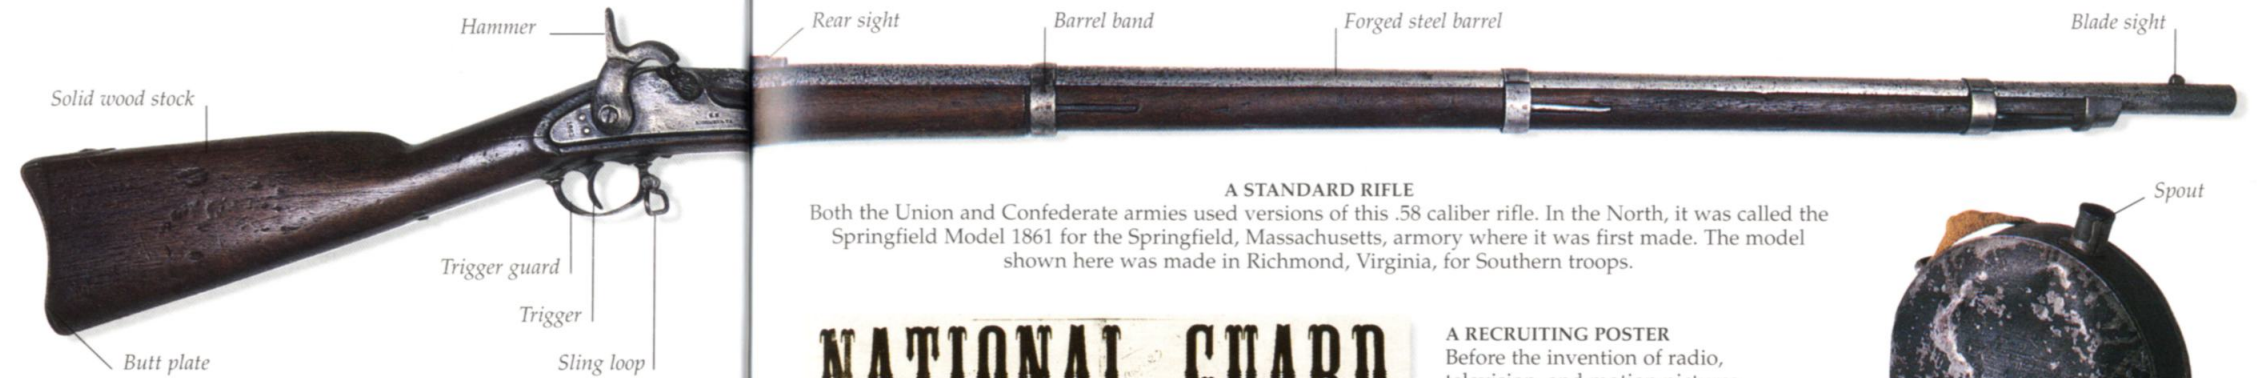 Hammer
Rear sight
Barrel band
Forged steel barrel
Blade sight
Solid wood stock
Trigger guard
Trigger
Butt plate
Sling loop
A STANDARD RIFLE
Both the Union and Confederate armies used versions of this .58 caliber rifle. In the North, it was called the
Springfield Model 1861 for the Springfield, Massachusetts, armory where it was first made. The model
shown here was made in Richmond, Virginia, for Southern troops.
Spout
NATIONAL GUARD
A RECRUITING POSTER
Before the invention of radio,